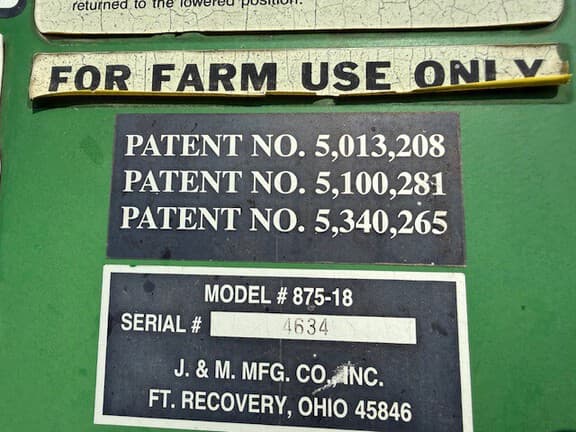 returned to the lowered position.
FOR FARM USE ONLY
PATENT NO. 5,013,208
PATENT NO. 5,100,281
PATENT NO. 5,340,265
MODEL # 875-18
SERIAL # 4634
J. & M. MFG. CO., INC.
FT. RECOVERY, OHIO 45846